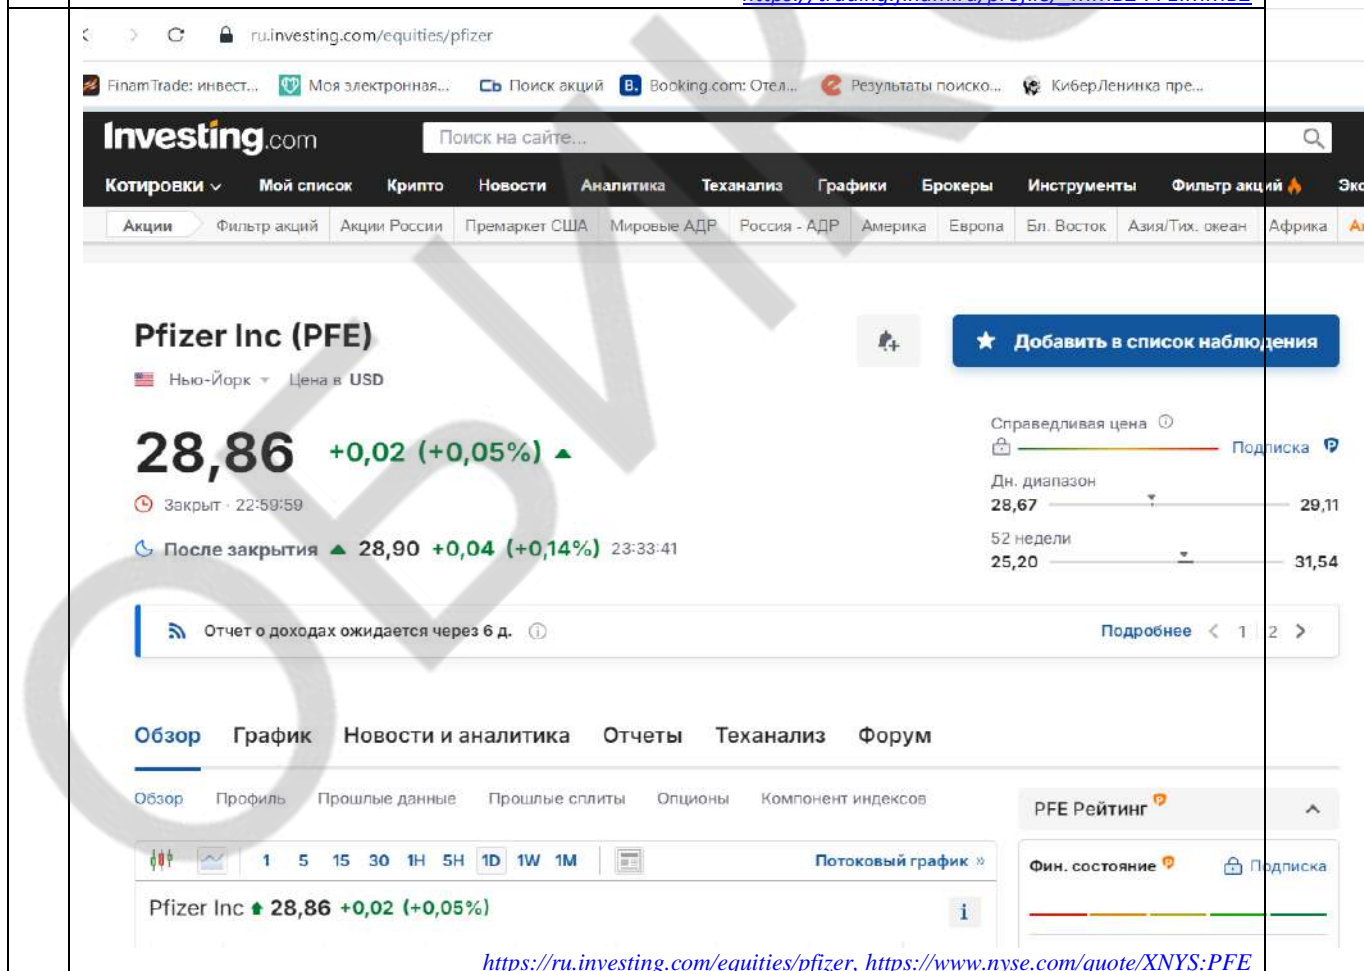 ru.investing.com/equities/pfizer
FinamTrade: инвест... Моя электронная... Сь Поиск акций B. Booking.com: Отел... Результаты поиско... КиберЛенинка пре...
Investing.com Поиск на сайте...
Котировки Мой список Крипто Новости Аналитика Теханализ Графики Брокеры Инструменты Фильтр акций
Акции Фильтр акций Акции России Премаркет США Мировые АДР Россия - АДР Америка Европа Бл. Восток Азия/Тих. океан Африка
Pfizer Inc (PFE)
Добавить в список наблюдения
Нью-Йорк Цена в USD
28,86 +0,02 (+0,05%)
Справедливая цена
Подписка
Закрыт · 22:59:59
Дн. диапазон
28,67 29,11
После закрытия 28,90 +0,04 (+0,14%) 23:33:41
52 недели
25,20 31,54
Отчет о доходах ожидается через 6 д. Подробнее < 1 2 >
Обзор График Новости и аналитика Отчеты Теханализ Форум
Обзор Профиль Прошлые данные Прошлые сплиты Опционы Компонент индексов
PFE Рейтинг
1 5 15 30 1H 5H 1D 1W 1M Потоковый график »
Фин. состояние Подписка
Pfizer Inc 28,86 +0,02 (+0,05%)
https://ru.investing.com/equities/pfizer, https://www.nyse.com/quote/XNYS:PFE
ОБИК